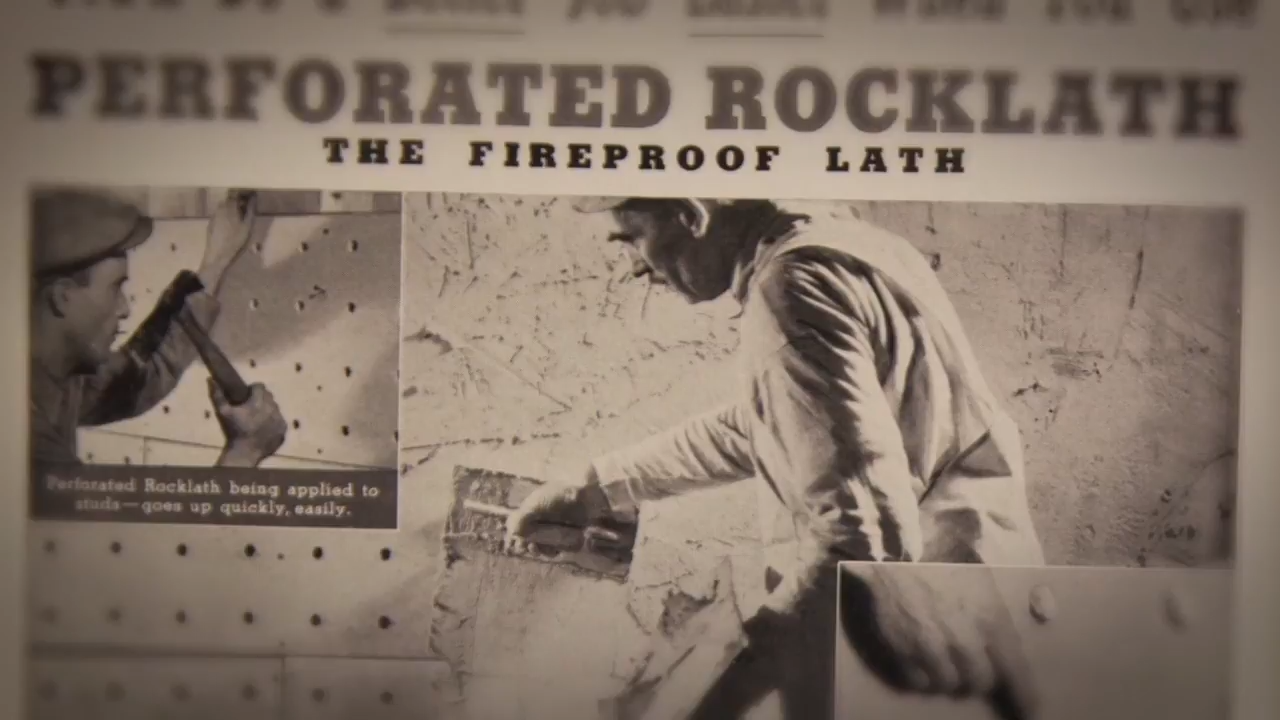 PERFORATED ROCKLATH
THE FIREPROOF LATH
Perforated Rocklath being applied to
studs—goes up quickly, easily.